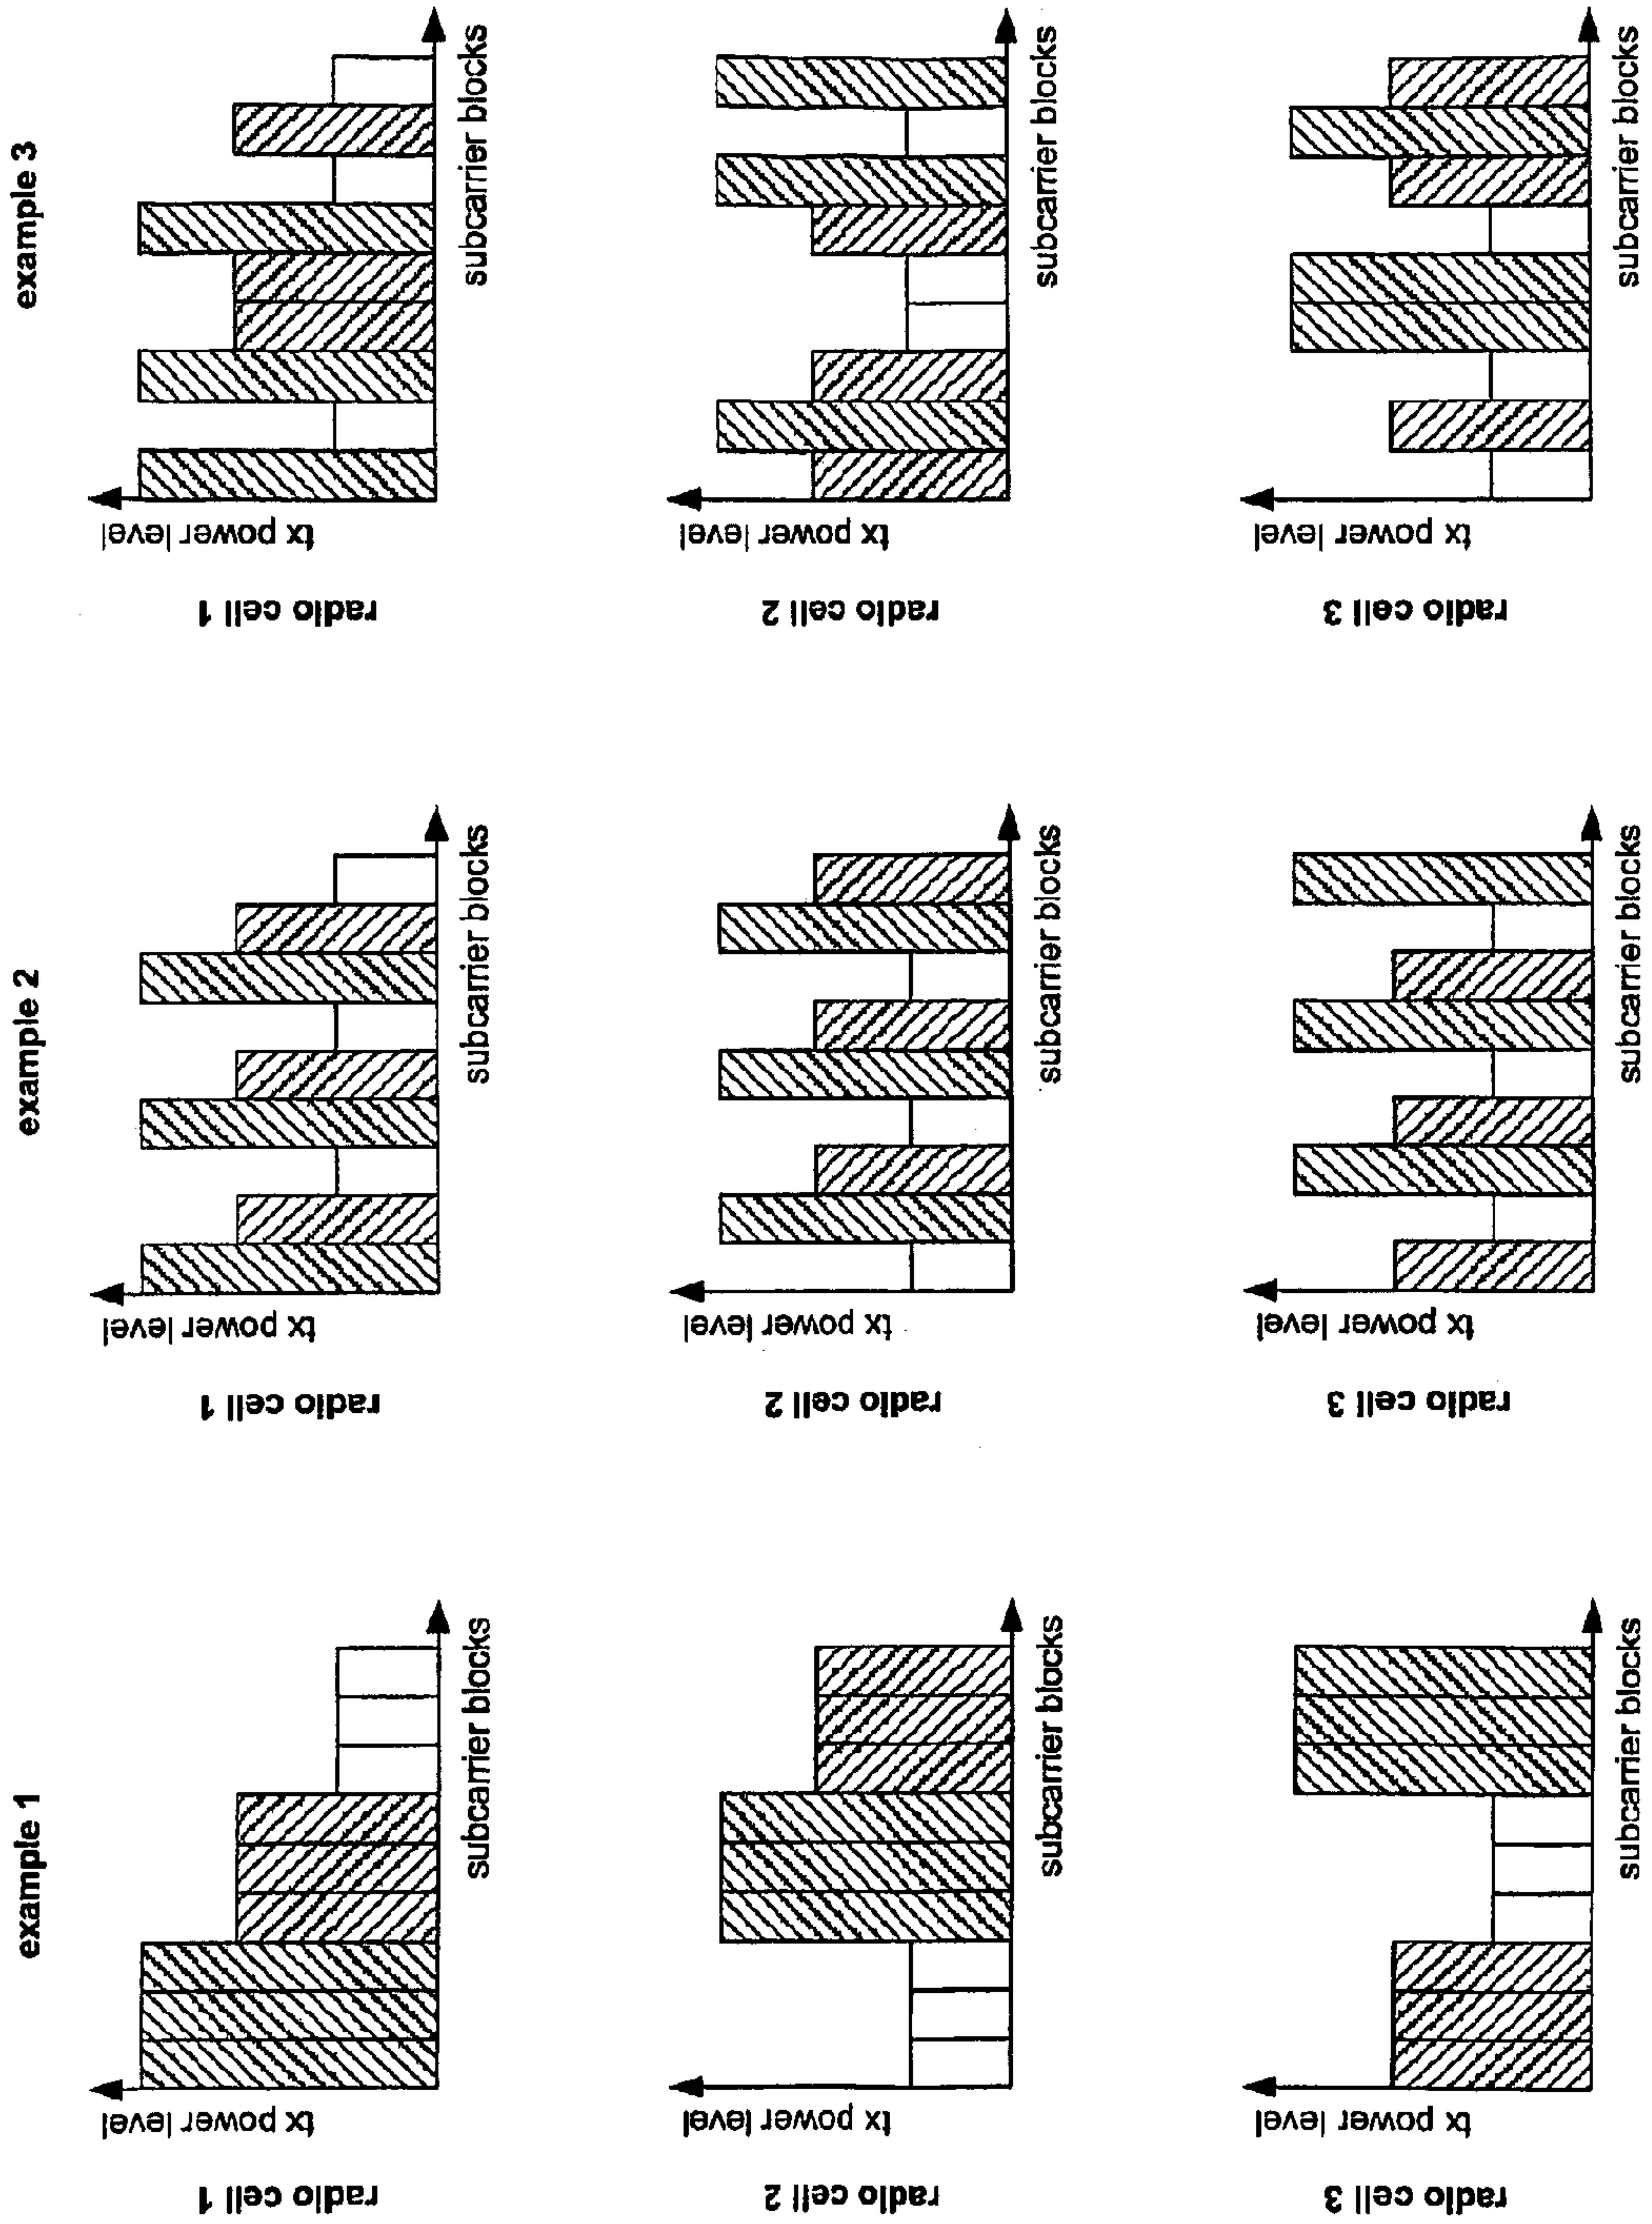 example 1
radio cell 1
tx power level
subcarrier blocks
radio cell 2
tx power level
subcarrier blocks
radio cell 3
tx power level
subcarrier blocks
example 2
radio cell 1
tx power level
subcarrier blocks
radio cell 2
tx power level
subcarrier blocks
radio cell 3
tx power level
subcarrier blocks
example 3
radio cell 1
tx power level
subcarrier blocks
radio cell 2
tx power level
subcarrier blocks
radio cell 3
tx power level
subcarrier blocks